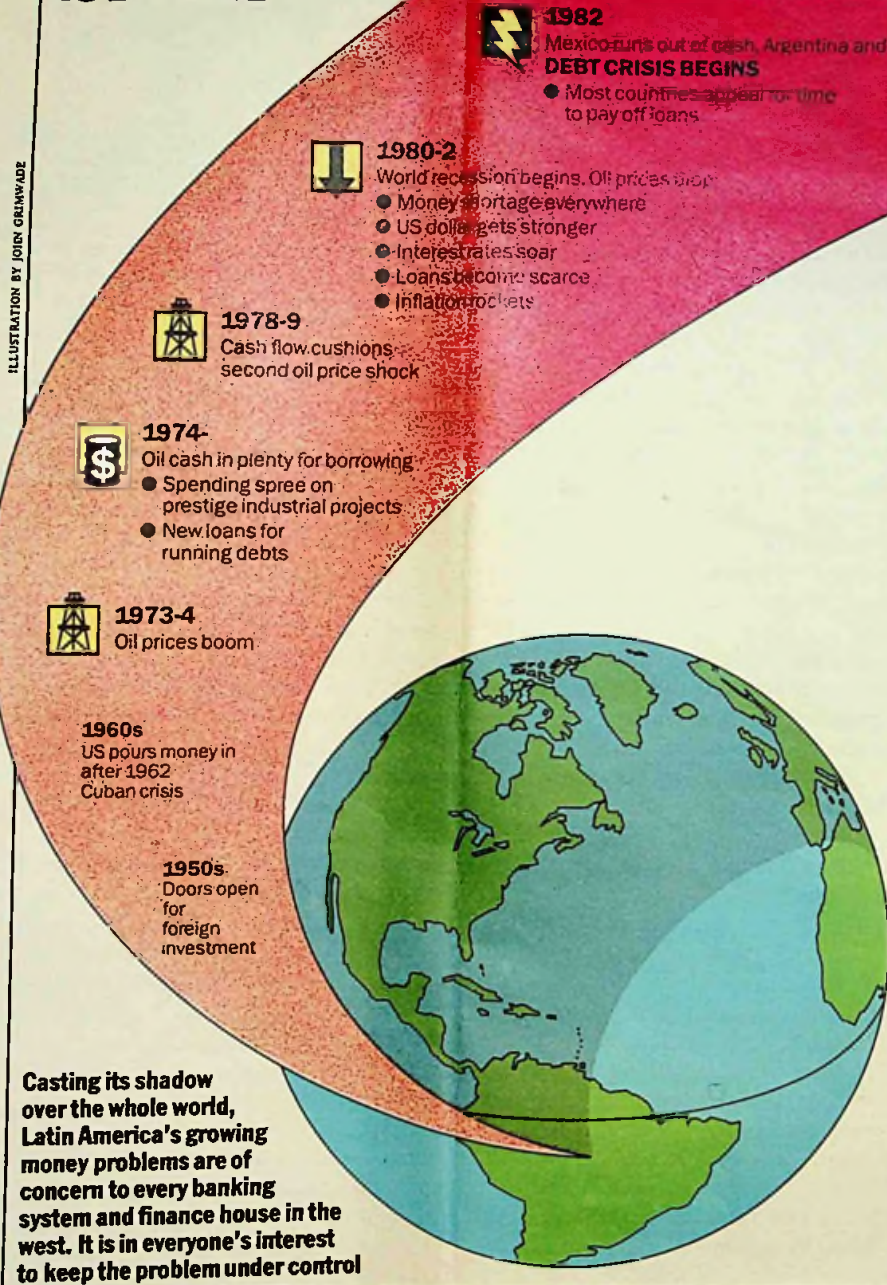 1982
Mexico runs out of cash, Argentina and
DEBT CRISIS BEGINS
● Most countries appeal for time
to pay off loans
1980-2
World recession begins. Oil prices drop
● Money shortage everywhere
● US dollar gets stronger
● Interest rates soar
● Loans become scarce
● Inflation rockets
1978-9
Cash flow cushions
second oil price shock
1974-
Oil cash in plenty for borrowing
● Spending spree on
prestige industrial projects
● New loans for
running debts
$
1973-4
Oil prices boom
1960s
US pours money in
after 1962
Cuban crisis
1950s
Doors open
for
foreign
investment
Casting its shadow
over the whole world,
Latin America's growing
money problems are of
concern to every banking
system and finance house in the
west. It is in everyone's interest
to keep the problem under control
ILLUSTRATION BY JOHN GRIMWADE